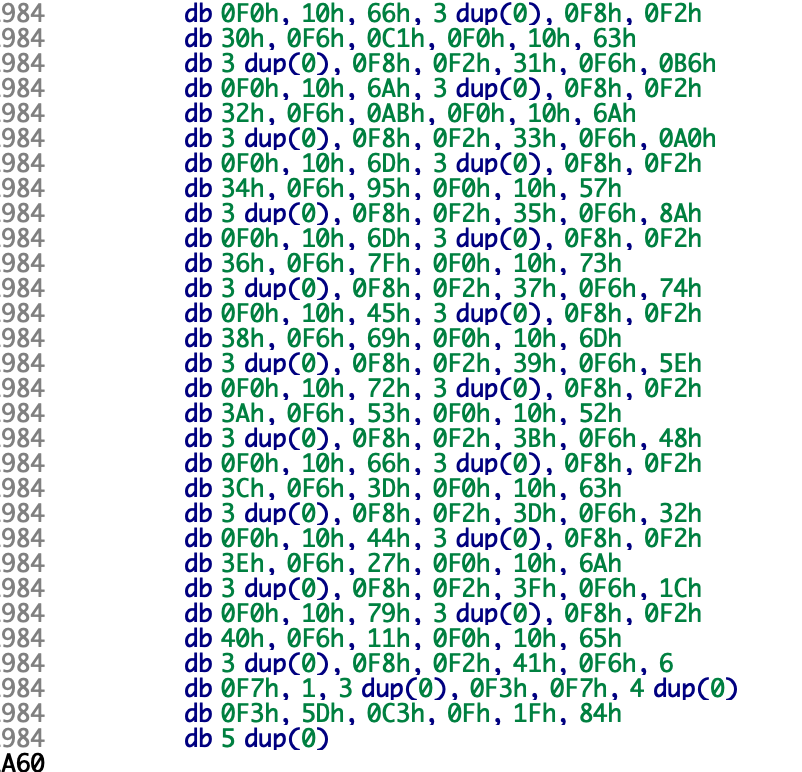 984 db 0F0h, 10h, 66h, 3 dup(0), 0F8h, 0F2h
984 db 30h, 0F6h, 0C1h, 0F0h, 10h, 63h
984 db 3 dup(0), 0F8h, 0F2h, 31h, 0F6h, 0B6h
984 db 0F0h, 10h, 6Ah, 3 dup(0), 0F8h, 0F2h
984 db 32h, 0F6h, 0ABh, 0F0h, 10h, 6Ah
984 db 3 dup(0), 0F8h, 0F2h, 33h, 0F6h, 0A0h
984 db 0F0h, 10h, 6Dh, 3 dup(0), 0F8h, 0F2h
984 db 34h, 0F6h, 95h, 0F0h, 10h, 57h
984 db 3 dup(0), 0F8h, 0F2h, 35h, 0F6h, 8Ah
984 db 0F0h, 10h, 6Dh, 3 dup(0), 0F8h, 0F2h
984 db 36h, 0F6h, 7Fh, 0F0h, 10h, 73h
984 db 3 dup(0), 0F8h, 0F2h, 37h, 0F6h, 74h
984 db 0F0h, 10h, 45h, 3 dup(0), 0F8h, 0F2h
984 db 38h, 0F6h, 69h, 0F0h, 10h, 6Dh
984 db 3 dup(0), 0F8h, 0F2h, 39h, 0F6h, 5Eh
984 db 0F0h, 10h, 72h, 3 dup(0), 0F8h, 0F2h
984 db 3Ah, 0F6h, 53h, 0F0h, 10h, 52h
984 db 3 dup(0), 0F8h, 0F2h, 3Bh, 0F6h, 48h
984 db 0F0h, 10h, 66h, 3 dup(0), 0F8h, 0F2h
984 db 3Ch, 0F6h, 3Dh, 0F0h, 10h, 63h
984 db 3 dup(0), 0F8h, 0F2h, 3Dh, 0F6h, 32h
984 db 0F0h, 10h, 44h, 3 dup(0), 0F8h, 0F2h
984 db 3Eh, 0F6h, 27h, 0F0h, 10h, 6Ah
984 db 3 dup(0), 0F8h, 0F2h, 3Fh, 0F6h, 1Ch
984 db 0F0h, 10h, 79h, 3 dup(0), 0F8h, 0F2h
984 db 40h, 0F6h, 11h, 0F0h, 10h, 65h
984 db 3 dup(0), 0F8h, 0F2h, 41h, 0F6h, 6
984 db 0F7h, 1, 3 dup(0), 0F3h, 0F7h, 4 dup(0)
984 db 0F3h, 5Dh, 0C3h, 0Fh, 1Fh, 84h
984 db 5 dup(0)
A60